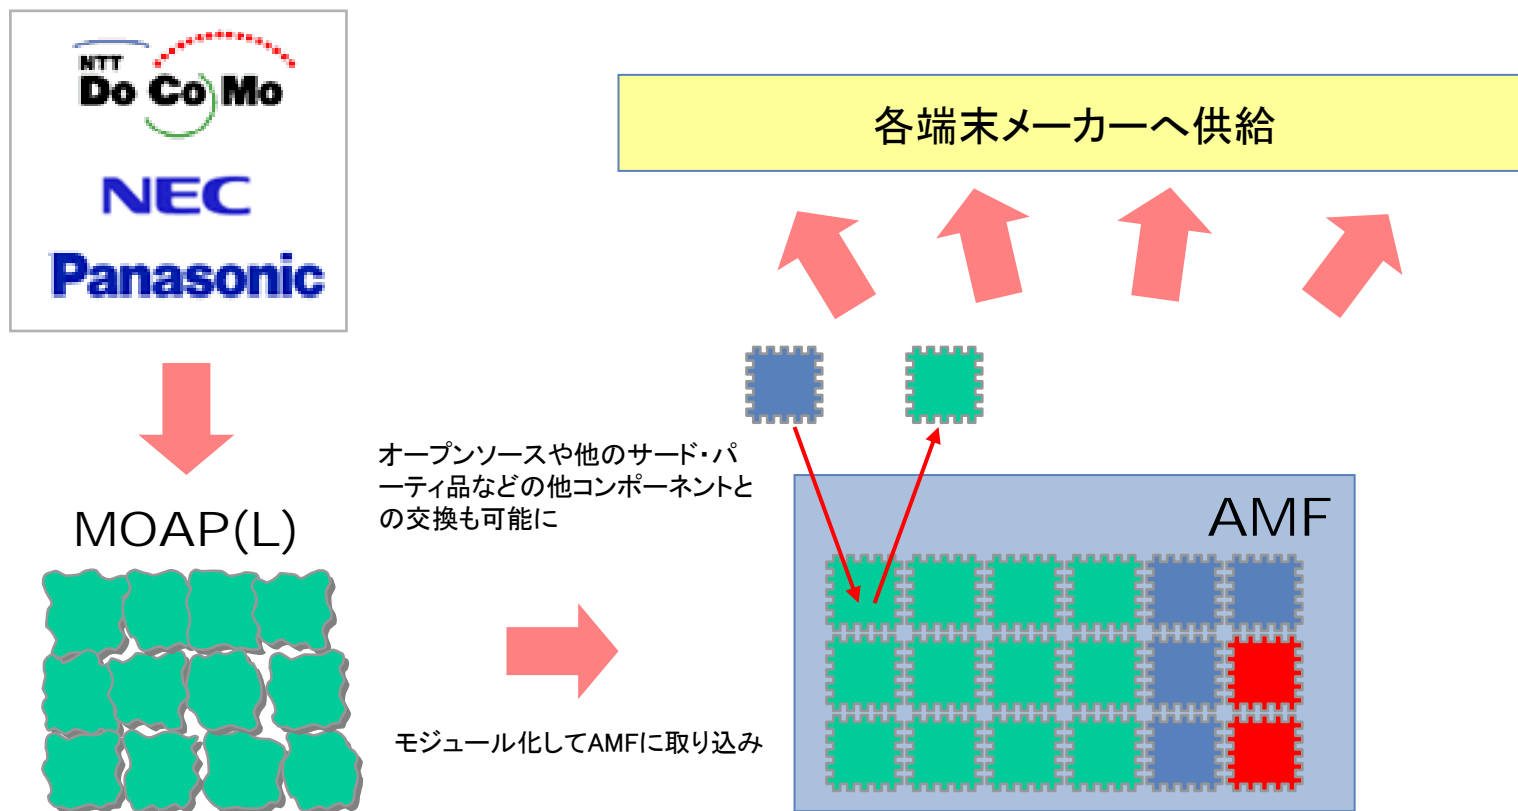 NTT
Do Co Mo
NEC
Panasonic
各端末メーカーへ供給
オープンソースや他のサード・パ
ーティ品などの他コンポーネントと
の交換も可能に
MOAP(L)
AMF
モジュール化してAMFに取り込み